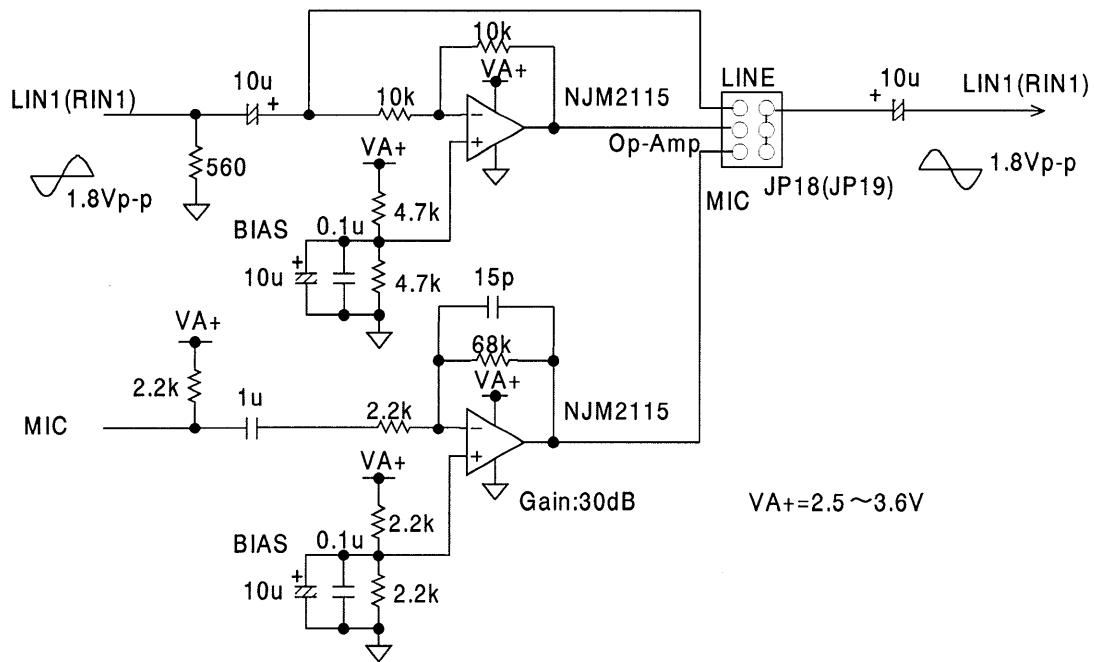 10k
VA+
LINE
10u
+
10u
+
LIN1(RIN1)
LIN1(RIN1)
10k
NJM2115
−
+
Op-Amp
VA+
560
1.8Vp-p
1.8Vp-p
JP18(JP19)
MIC
4.7k
BIAS
0.1u
+
10u
4.7k
15p
VA+
68k
2.2k
VA+
1u
2.2k
NJM2115
MIC
−
+
VA+
Gain:30dB
VA+=2.5～3.6V
2.2k
BIAS
0.1u
+
10u
2.2k